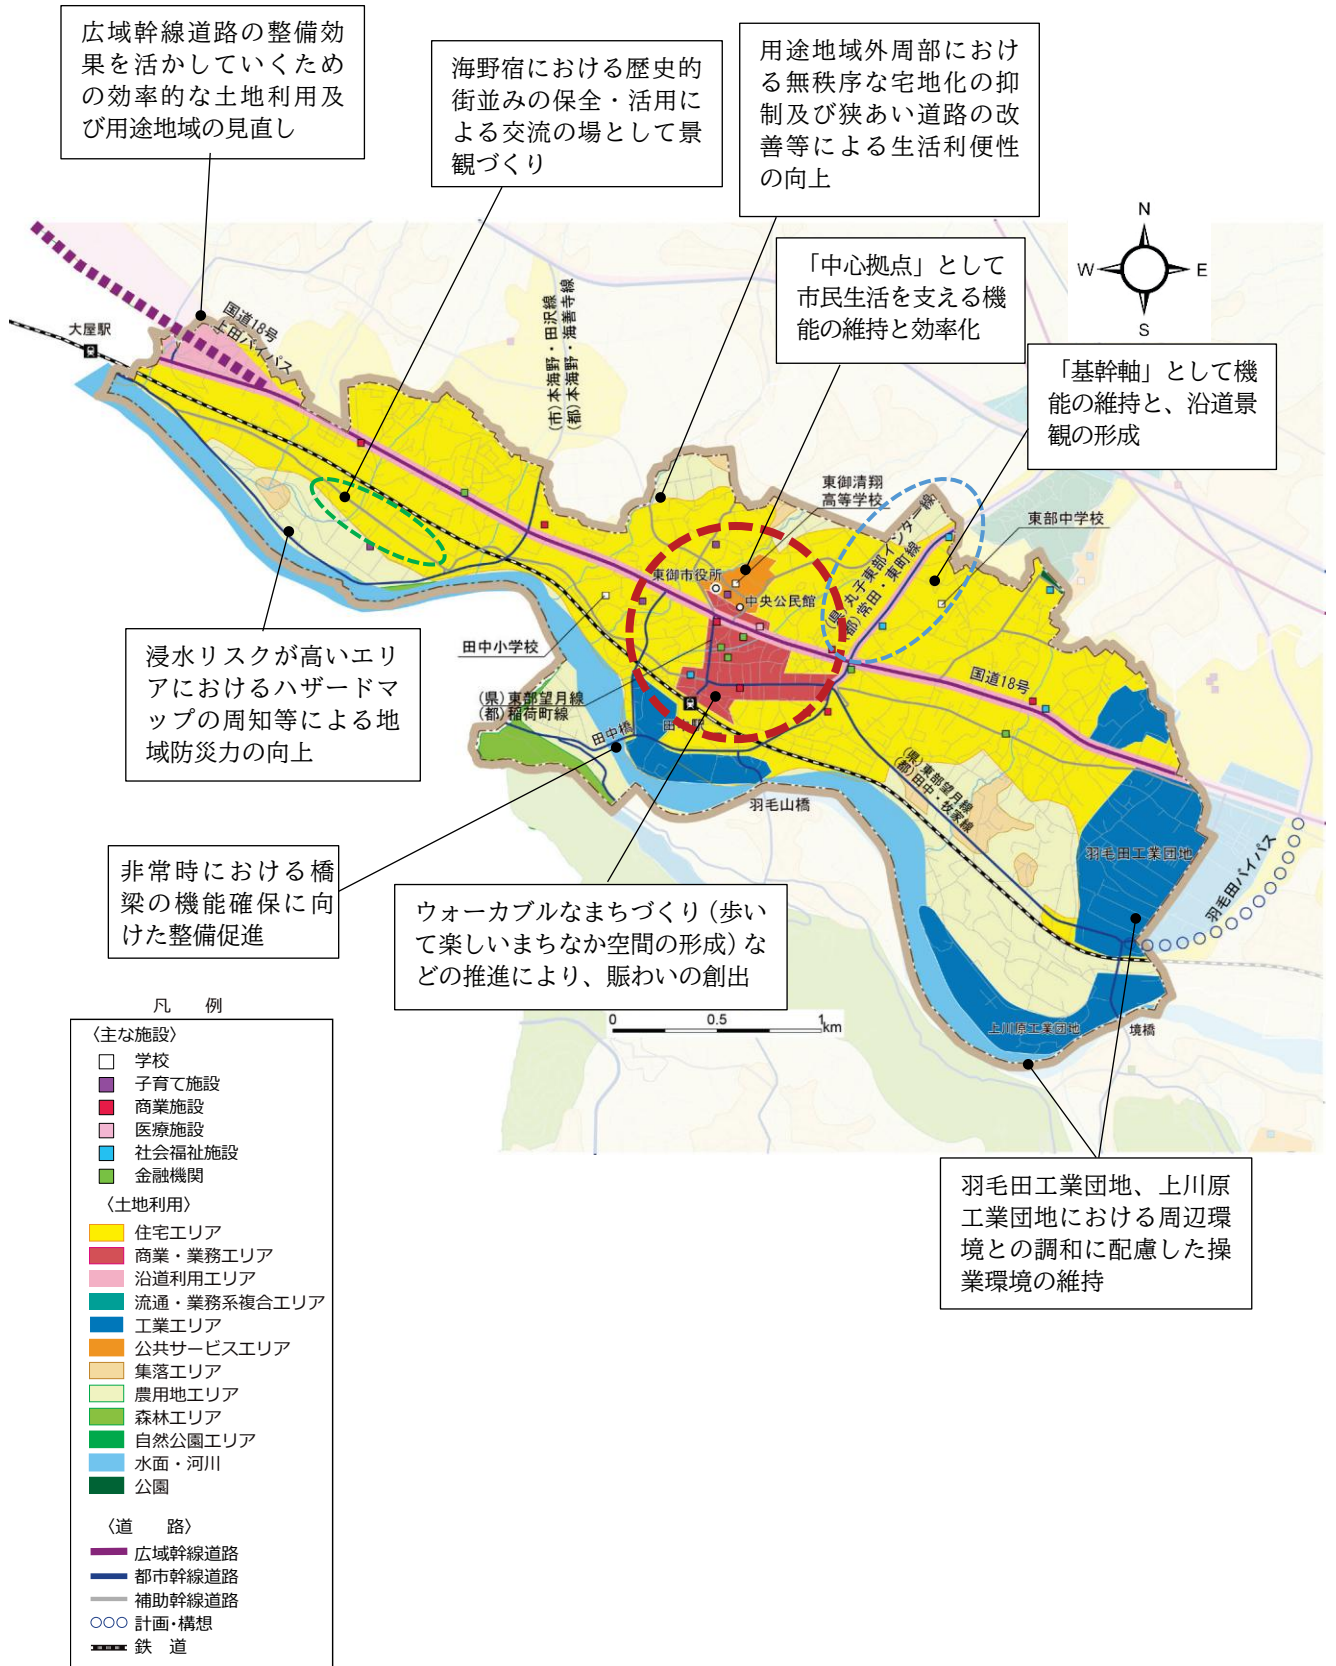 広域幹線道路の整備効
果を活かしていくため
の効率的な土地利用及
び用途地域の見直し
海野宿における歴史的
街並みの保全・活用に
よる交流の場として景
観づくり
用途地域外周部におけ
る無秩序な宅地化の抑
制及び狭あい道路の改
善等による生活利便性
の向上
「中心拠点」として
市民生活を支える機
能の維持と効率化
「基幹軸」として機
能の維持と、沿道景
観の形成
N
W
E
S
大屋駅
国道18号
上田バイパス
(市)本海野・田沢線
(都)本海野・海善寺線
東御清翔
高等学校
東部中学校
(県)丸子東部インター線
(都)常田・東町線
東御市役所
中央公民館
田中小学校
(県)東部望月線
(都)稲荷町線
田中駅
田中橋
羽毛山橋
国道18号
(県)東部望月線
(都)田中・牧家線
羽毛田工業団地
羽毛田バイパス
上川原工業団地
境橋
浸水リスクが高いエリ
アにおけるハザードマ
ップの周知等による地
域防災力の向上
非常時における橋
梁の機能確保に向
けた整備促進
ウォーカブルなまちづくり（歩い
て楽しいまちなか空間の形成）な
どの推進により、賑わいの創出
0 0.5 1 km
羽毛田工業団地、上川原
工業団地における周辺環
境との調和に配慮した操
業環境の維持
凡 例
〈主な施設〉
学校
子育て施設
商業施設
医療施設
社会福祉施設
金融機関
〈土地利用〉
住宅エリア
商業・業務エリア
沿道利用エリア
流通・業務系複合エリア
工業エリア
公共サービスエリア
集落エリア
農用地エリア
森林エリア
自然公園エリア
水面・河川
公園
〈道 路〉
広域幹線道路
都市幹線道路
補助幹線道路
計画・構想
鉄 道